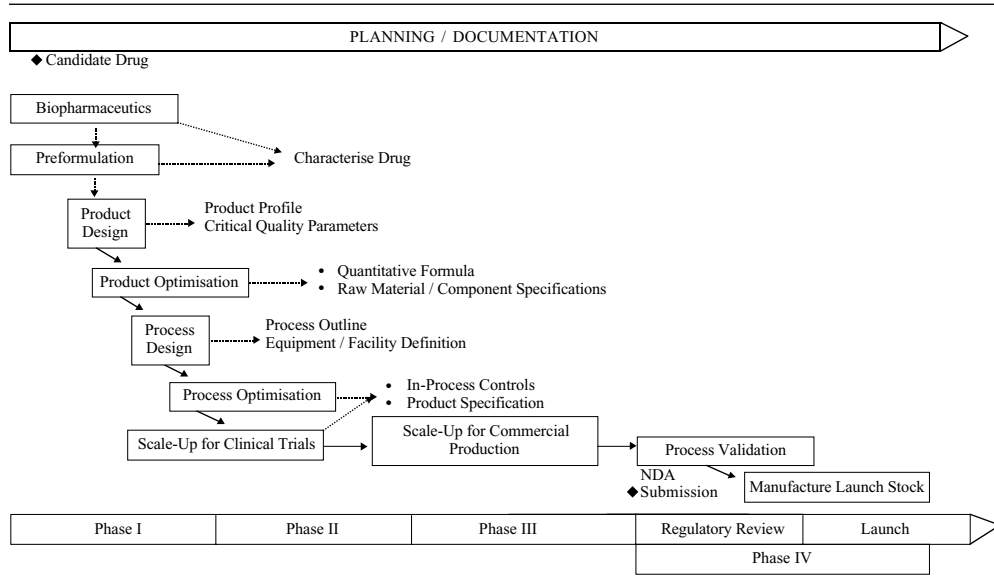 PLANNING / DOCUMENTATION
◆ Candidate Drug
Biopharmaceutics
Preformulation
Characterise Drug
Product
Design
Product Profile
Critical Quality Parameters
Product Optimisation
• Quantitative Formula
• Raw Material / Component Specifications
Process
Design
Process Outline
Equipment / Facility Definition
Process Optimisation
• In-Process Controls
• Product Specification
Scale-Up for Clinical Trials
Scale-Up for Commercial
Production
Process Validation
NDA
◆ Submission
Manufacture Launch Stock
Phase I
Phase II
Phase III
Regulatory Review
Launch
Phase IV